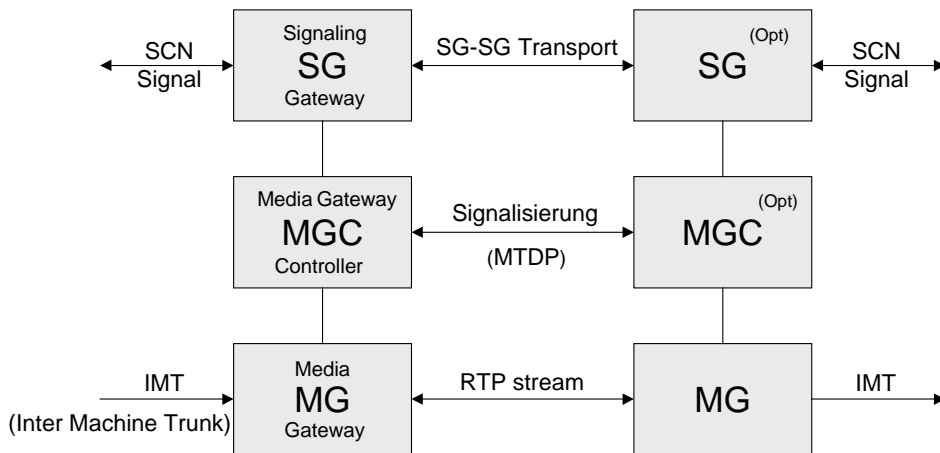 SCN
Signal
Signaling
SG
Gateway
SG-SG Transport
(Opt)
SG
SCN
Signal
Media Gateway
MGC
Controller
Signalisierung
(MTDP)
(Opt)
MGC
IMT
(Inter Machine Trunk)
Media
MG
Gateway
RTP stream
MG
IMT